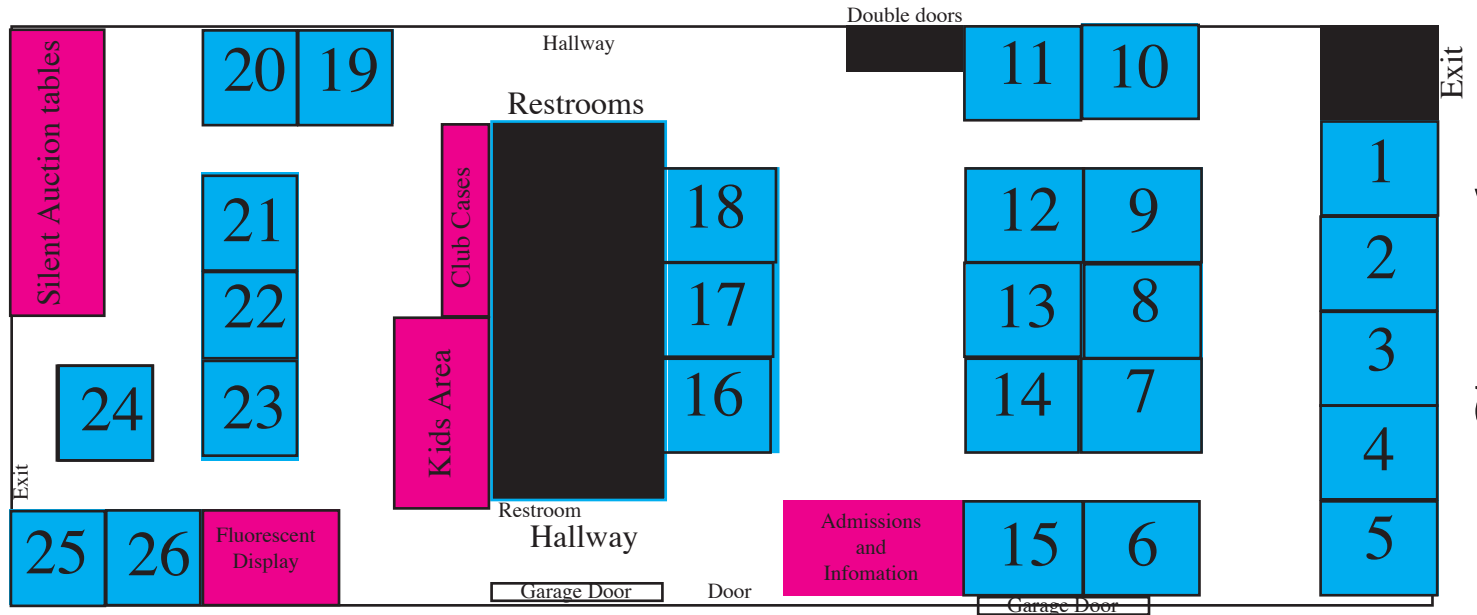 Double doors
Hallway
Exit
Silent Auction tables
20
19
11
10
Restrooms
1
Club Cases
18
12
9
21
2
17
13
8
22
3
Kids Area
16
14
7
24
23
4
Exit
Restroom
Hallway
25
26
Fluorescent
Display
Admissions
and
Infomation
15
6
5
Garage Door
Door
Garage Door